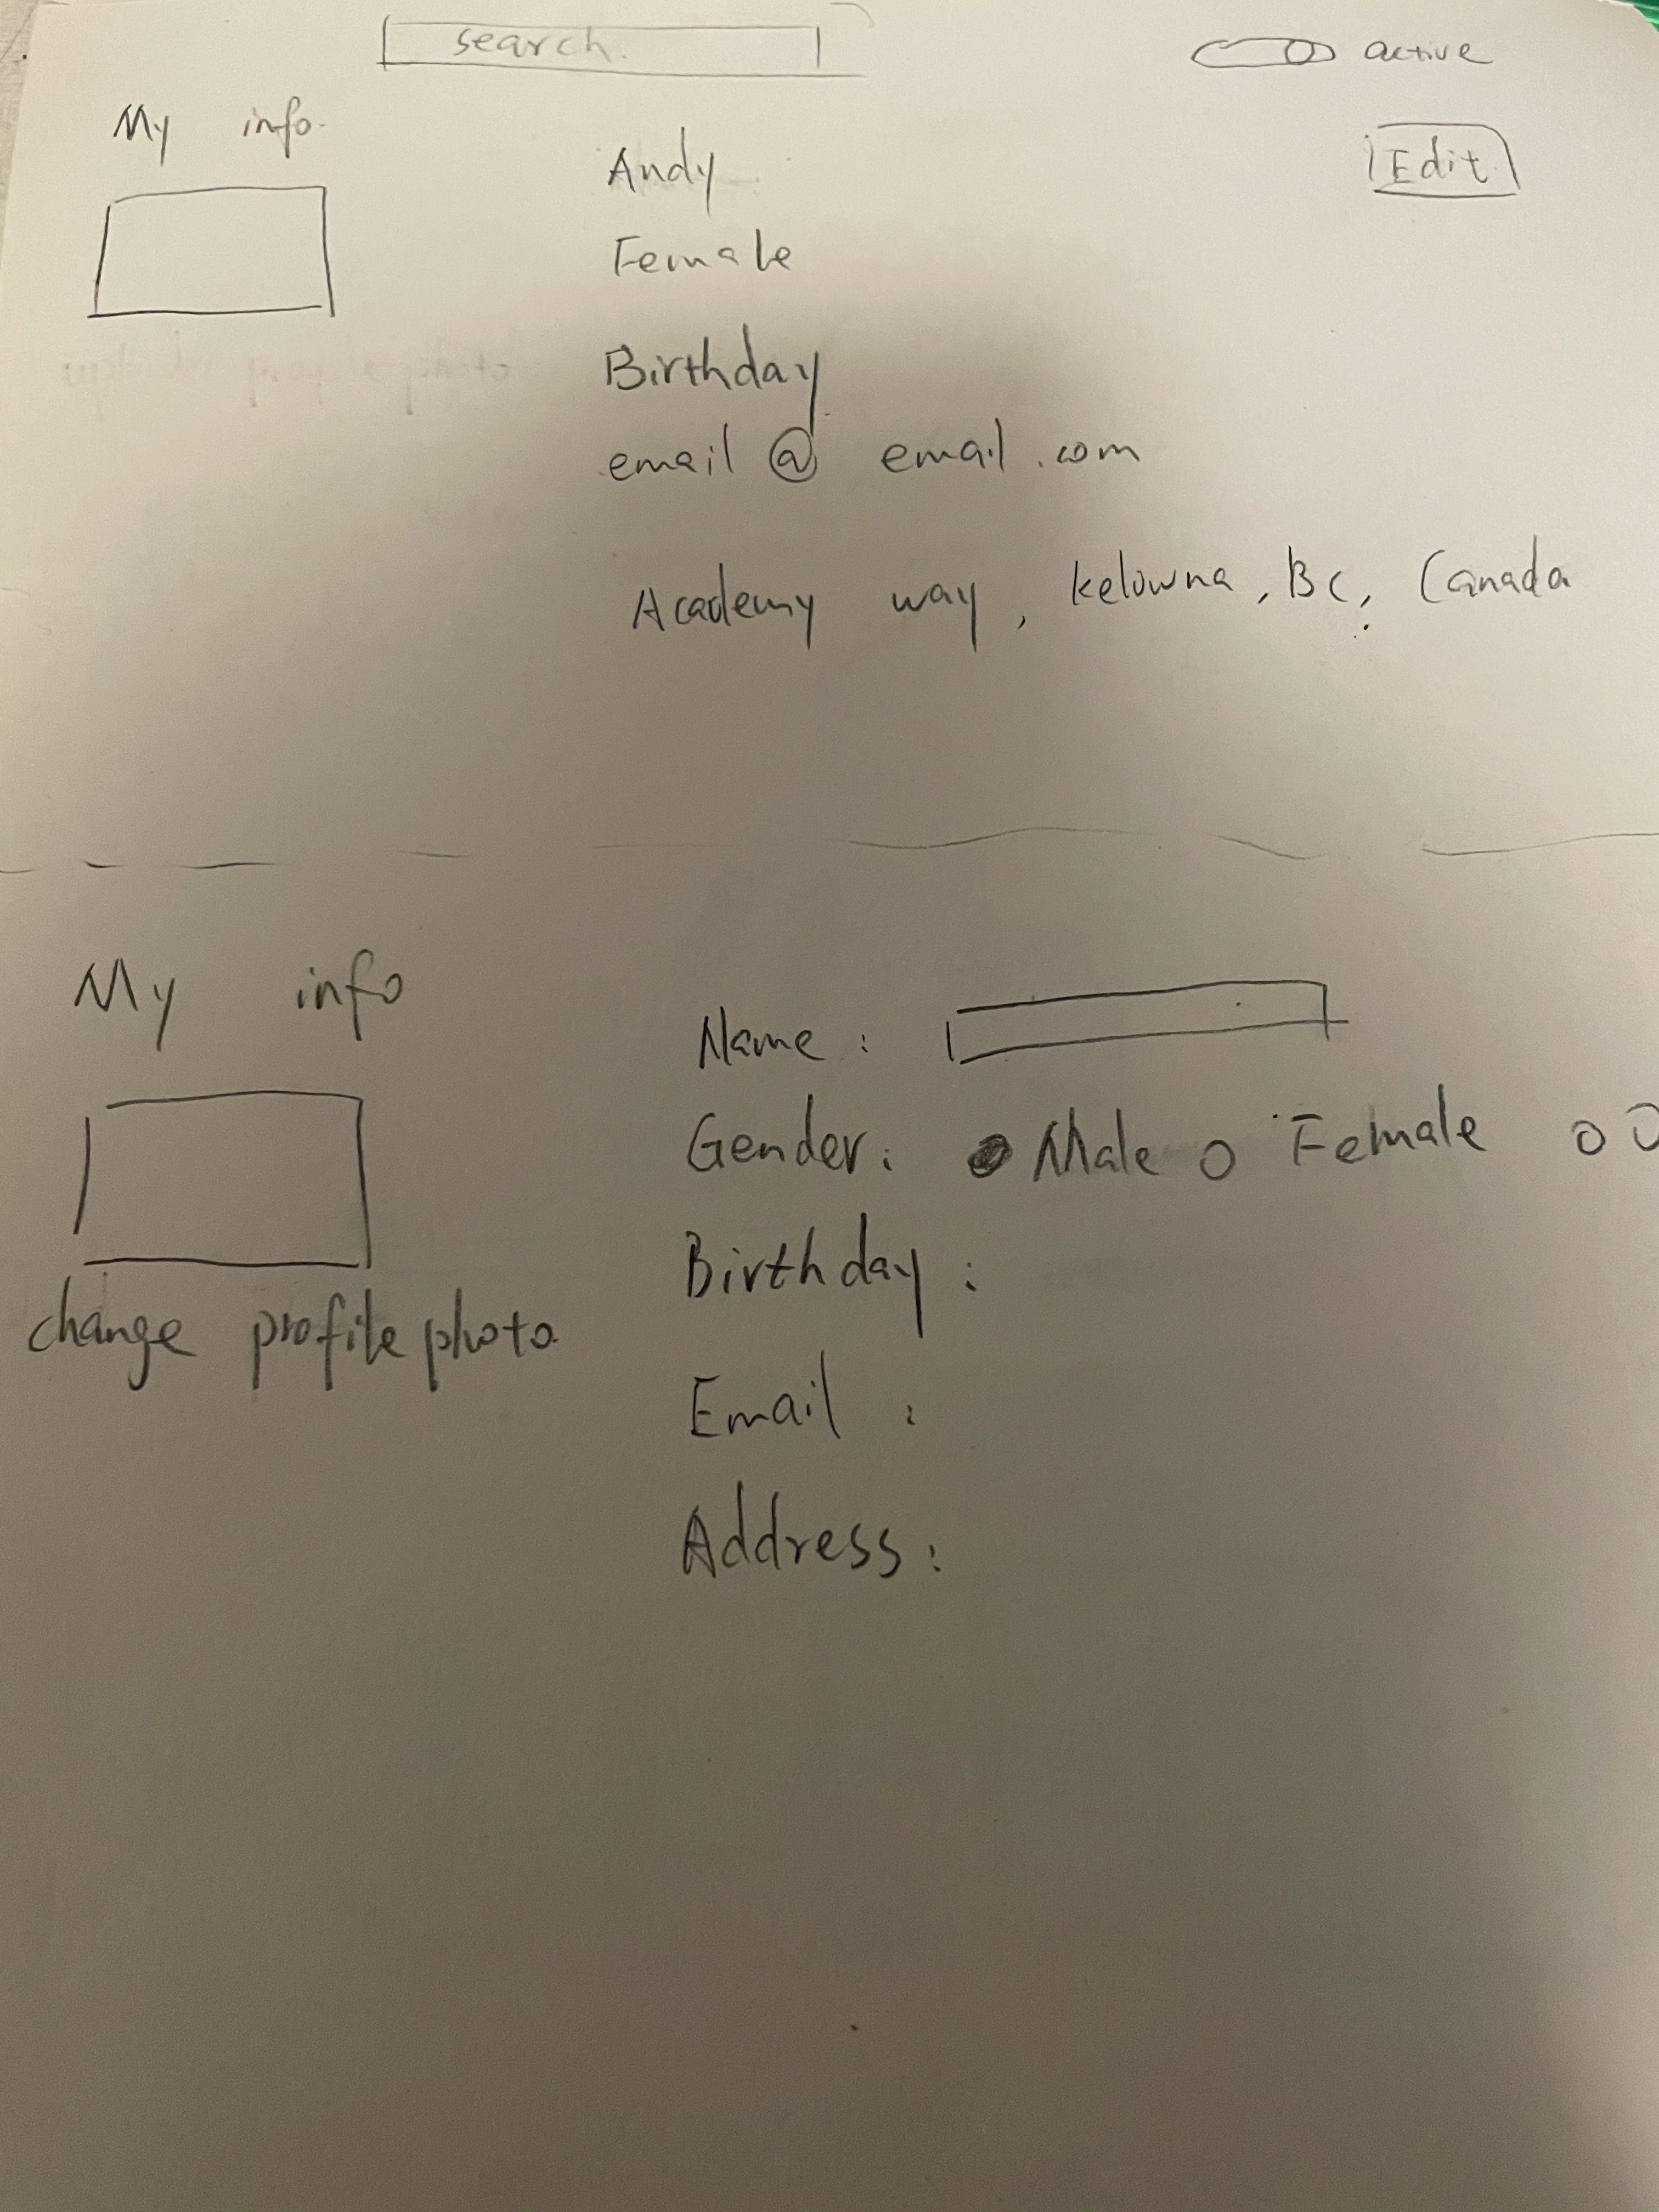 search.
active
My info.
Edit
Andy
Female
Birthday
email @ email.com
Academy way, kelowna, BC, Canada
My info
Name:
Gender: Male Female
Birthday:
change profile photo
Email:
Address: